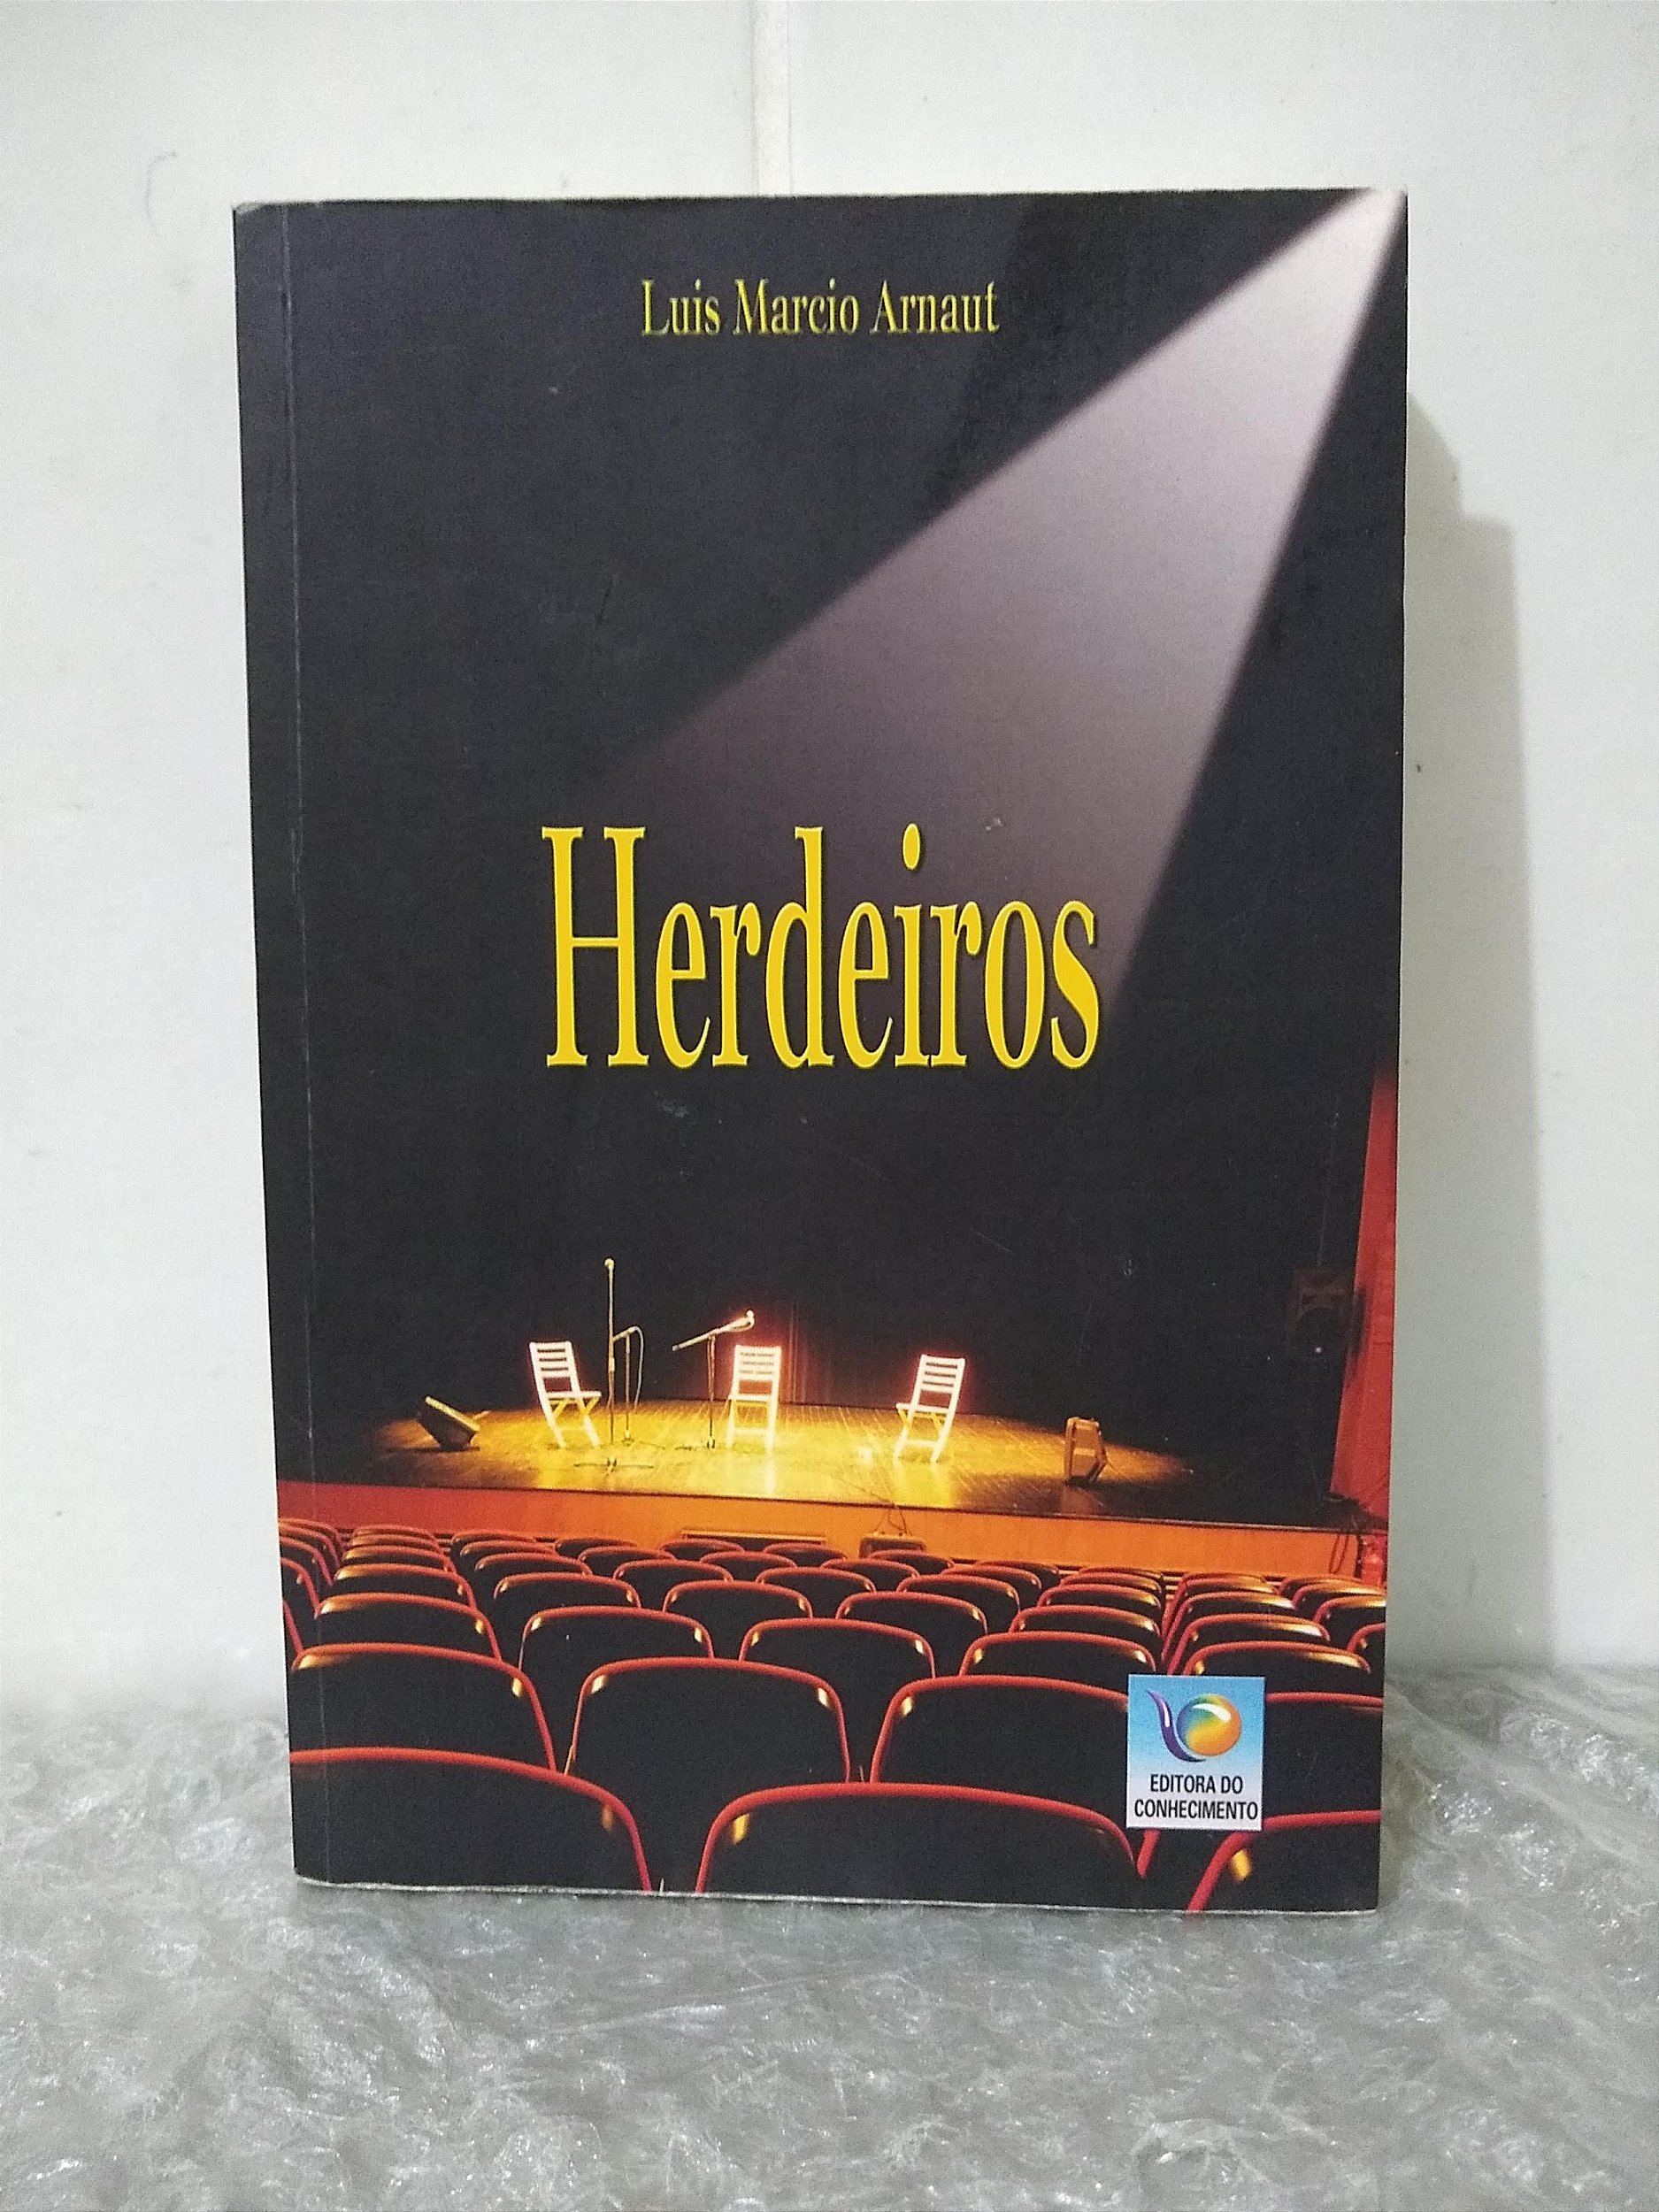 Luis Marcio Arnaut
Herdeiros
EDITORA DO
CONHECIMENTO